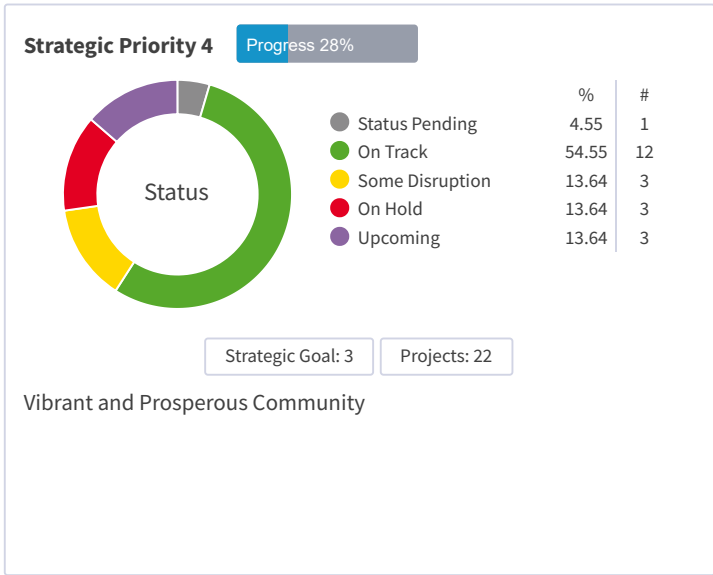 Strategic Priority 4 Progress 28%
% #
Status Pending 4.55 1
On Track 54.55 12
Some Disruption 13.64 3
On Hold 13.64 3
Upcoming 13.64 3
Status
Strategic Goal: 3 Projects: 22
Vibrant and Prosperous Community